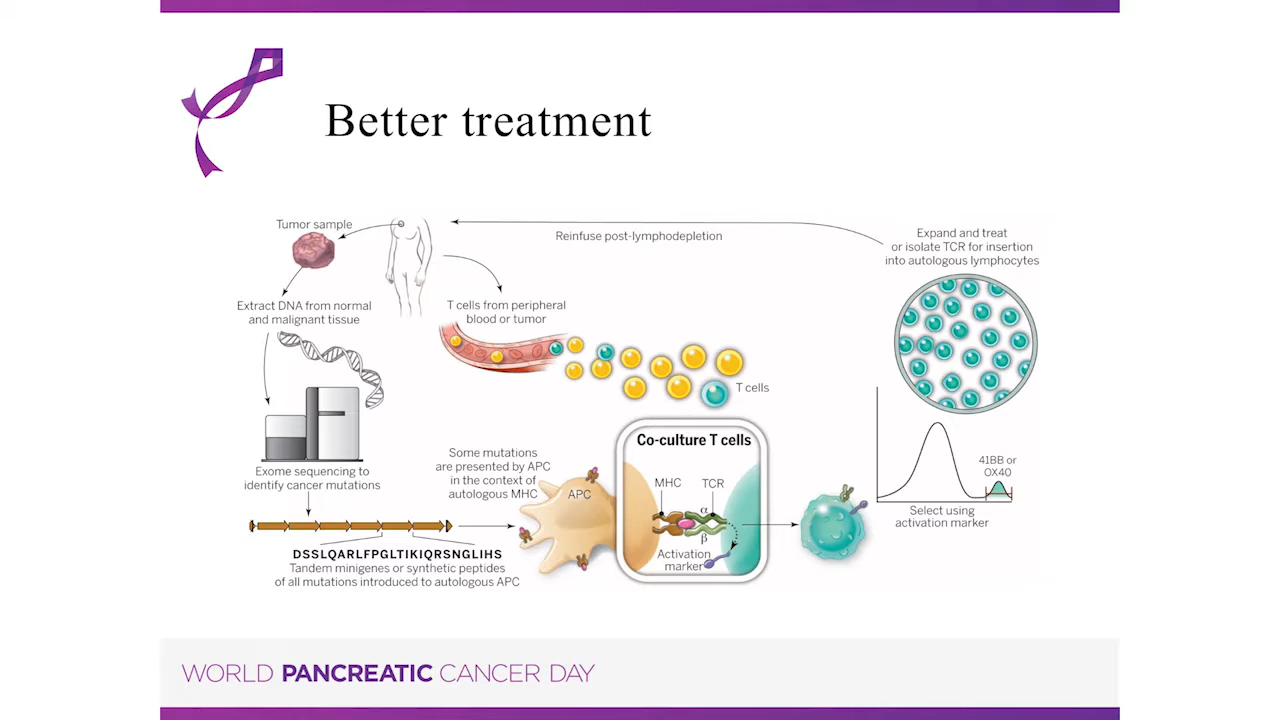 Better treatment
Tumor sample
Reinfuse post-lymphodepletion
Expand and treat
or isolate TCR for insertion
into autologous lymphocytes
Extract DNA from normal
and malignant tissue
T cells from peripheral
blood or tumor
T cells
Exome sequencing to
identify cancer mutations
Some mutations
are presented by APC
in the context of
autologous MHC
APC
Co-culture T cells
MHC
TCR
α
β
Activation
marker
41BB or
OX40
Select using
activation marker
DSSLQARLFPGLTIKIQRSNGLIHS
Tandem minigenes or synthetic peptides
of all mutations introduced to autologous APC
WORLD PANCREATIC CANCER DAY